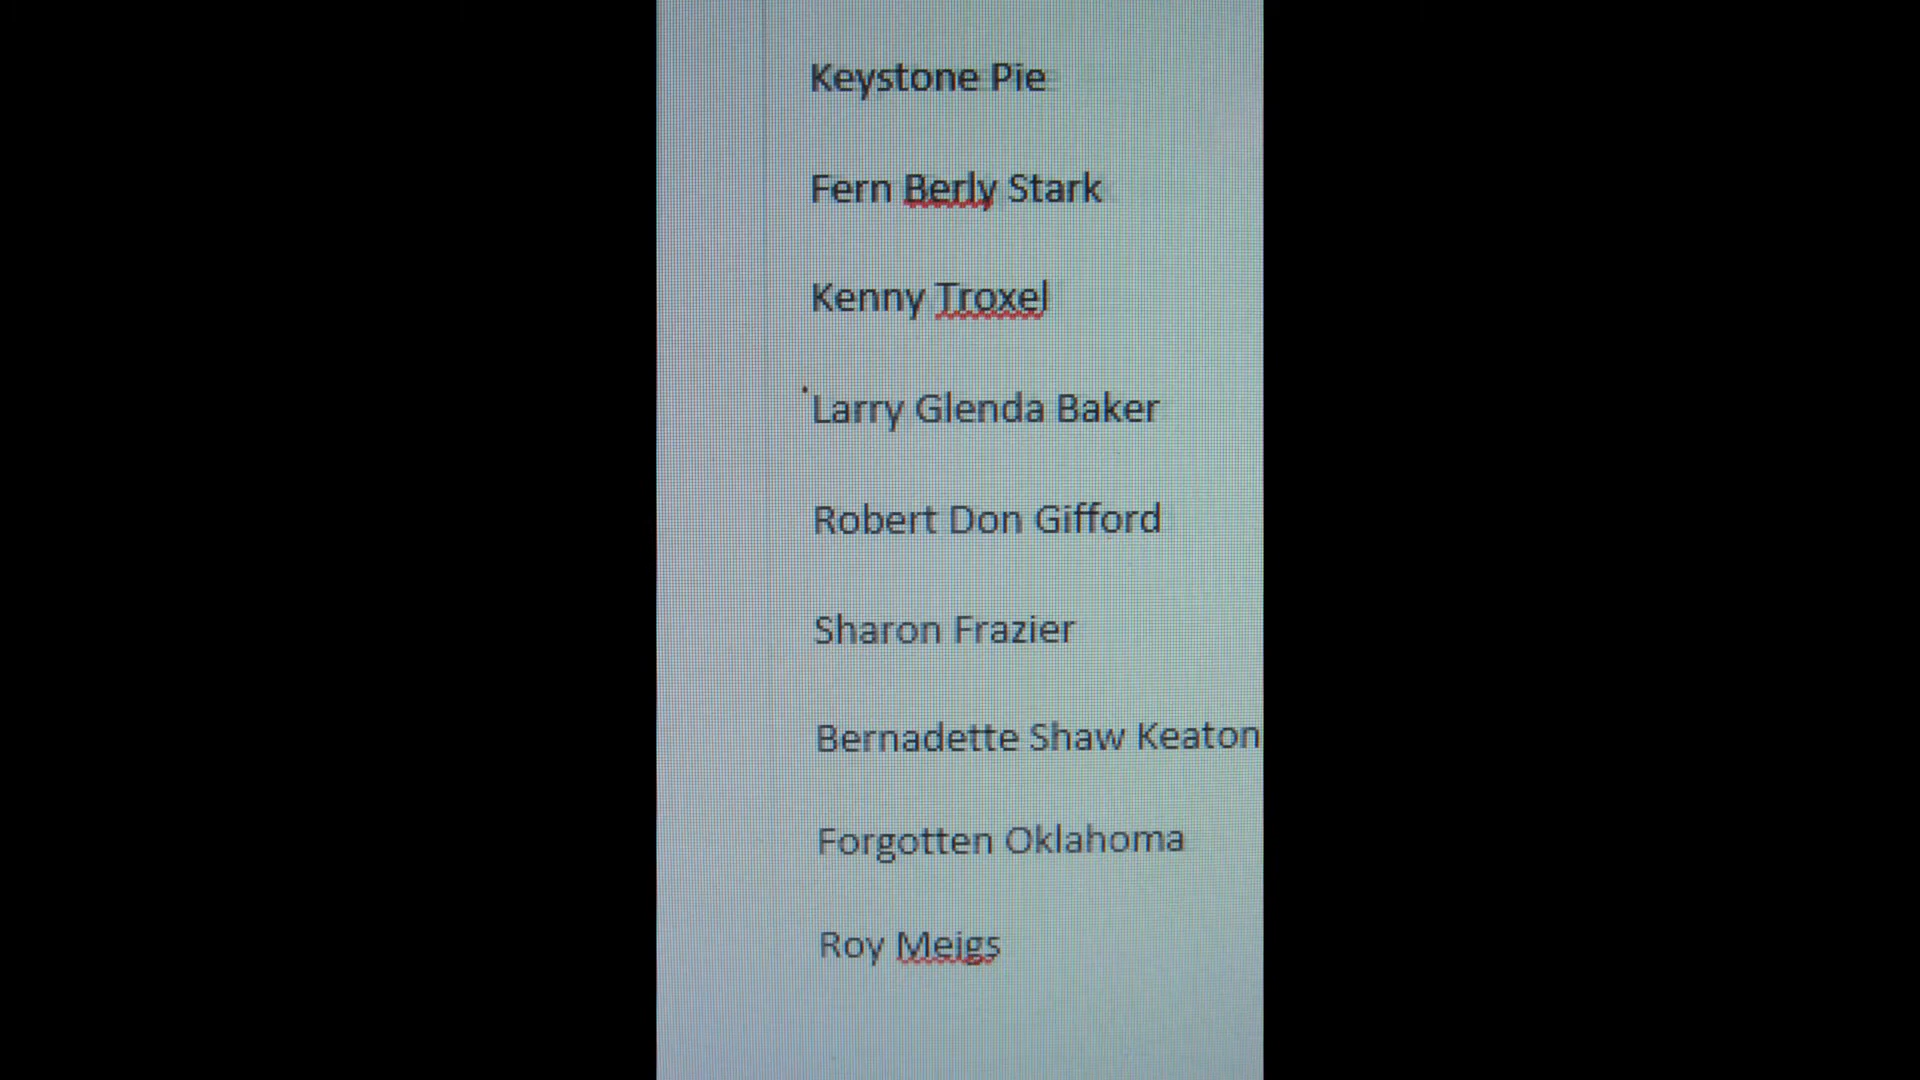 Keystone Pie
Fern Berly Stark
Kenny Troxel
Larry Glenda Baker
Robert Don Gifford
Sharon Frazier
Bernadette Shaw Keaton
Forgotten Oklahoma
Roy Meigs